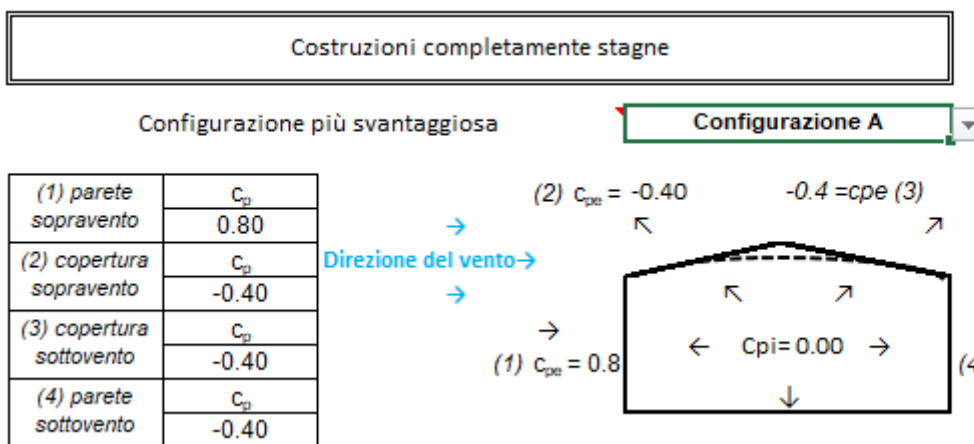 Costruzioni completamente stagne
Configurazione più svantaggiosa
Configurazione A
(1) parete sopravento
cp
0.80
(2) copertura sopravento
cp
-0.40
(3) copertura sottovento
cp
-0.40
(4) parete sottovento
cp
-0.40
Direzione del vento→
(2) cpe = -0.40
-0.4 =cpe (3)
(1) cpe = 0.8
← Cpi= 0.00 →
(4